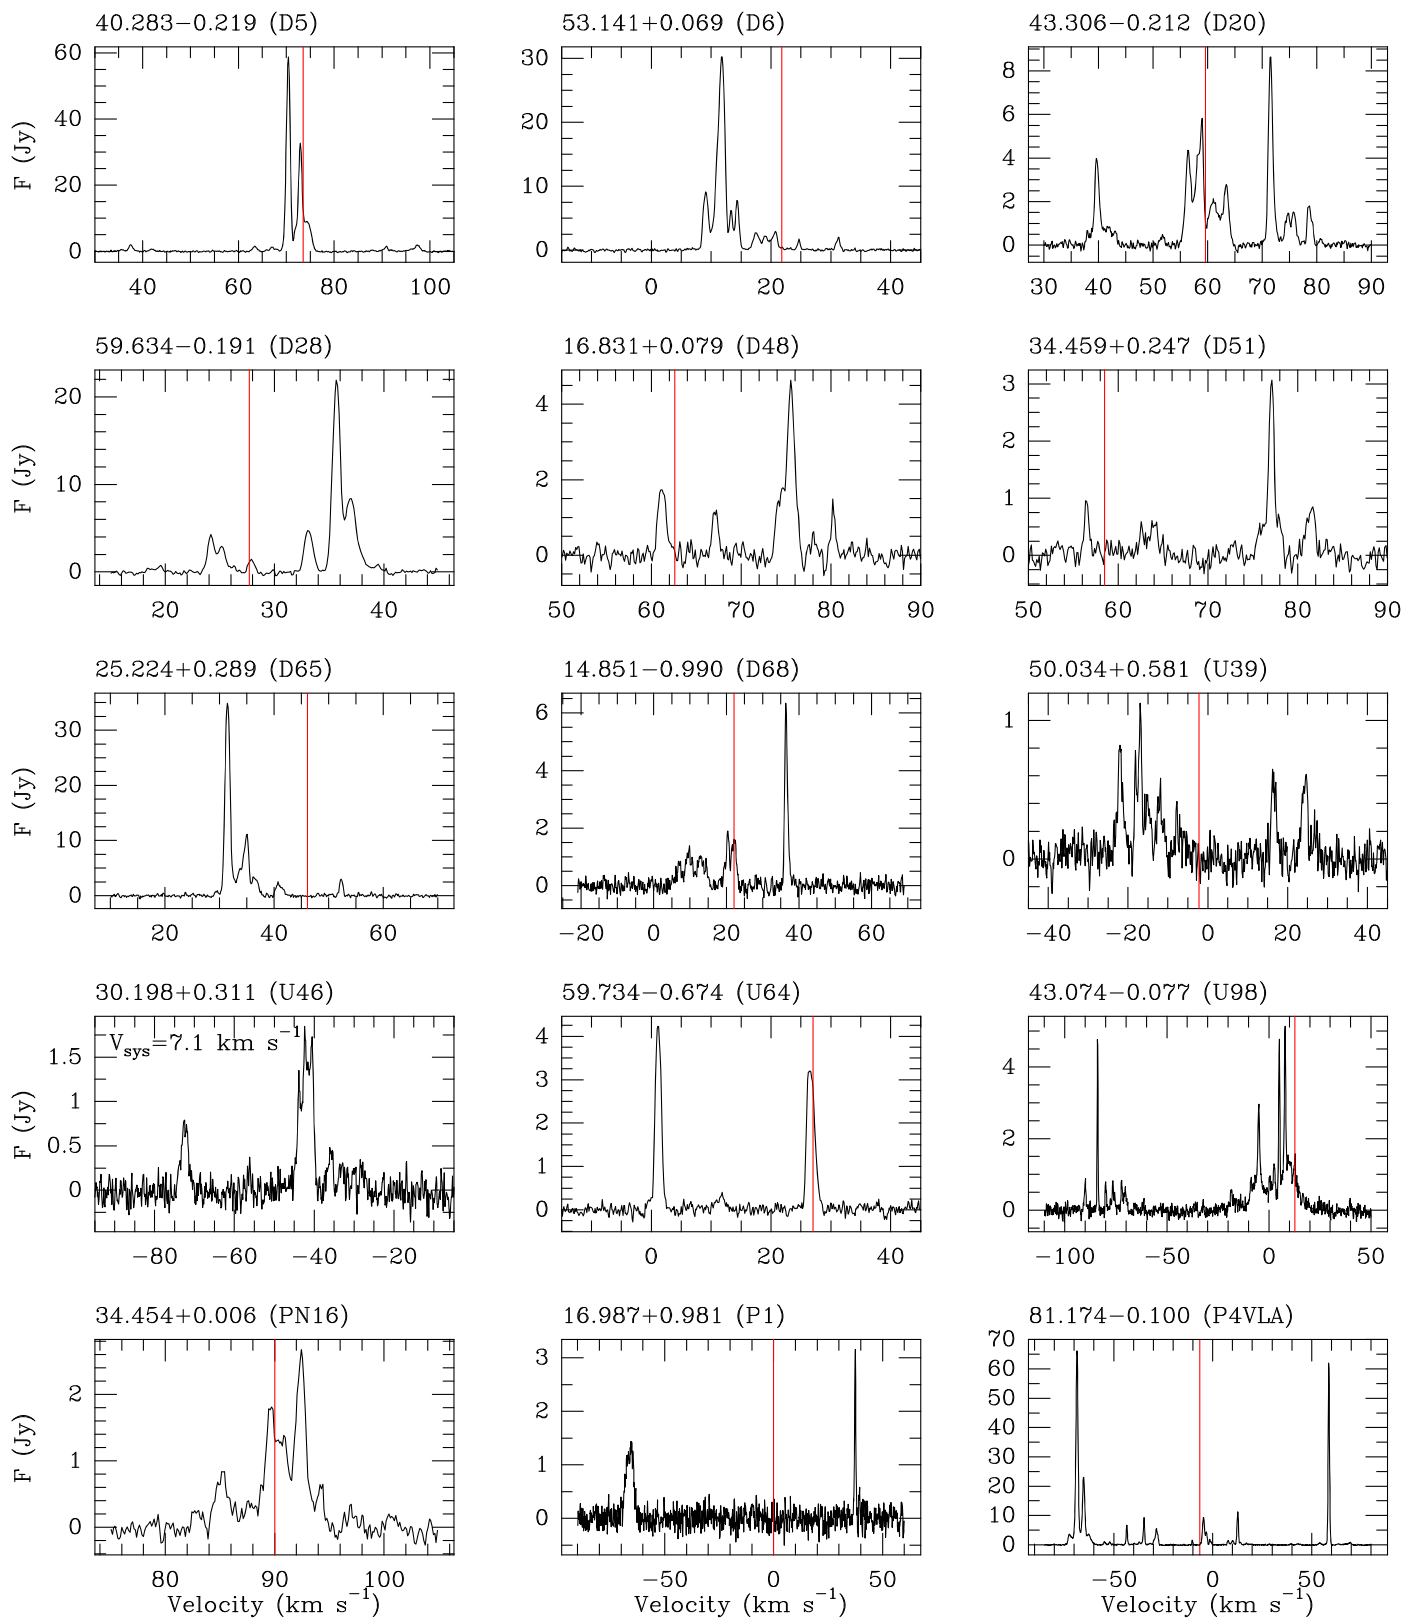 40.283−0.219 (D5) 53.141+0.069 (D6) 43.306−0.212 (D20)
60
40
20
0
F (Jy)
40 60 80 100
30
20
10
0
0 20 40
8
6
4
2
0
30 40 50 60 70 80 90
59.634−0.191 (D28) 16.831+0.079 (D48) 34.459+0.247 (D51)
20
10
0
F (Jy)
20 30 40
4
2
0
50 60 70 80 90
3
2
1
0
50 60 70 80 90
25.224+0.289 (D65) 14.851−0.990 (D68) 50.034+0.581 (U39)
30
20
10
0
F (Jy)
20 40 60
6
4
2
0
−20 0 20 40 60
1
0
−40 −20 0 20 40
30.198+0.311 (U46) 59.734−0.674 (U64) 43.074−0.077 (U98)
V_sys=7.1 km s^−1
1.5
1
0.5
0
F (Jy)
−80 −60 −40 −20
4
3
2
1
0
0 20 40
4
2
0
−100 −50 0 50
34.454+0.006 (PN16) 16.987+0.981 (P1) 81.174−0.100 (P4VLA)
2
1
0
F (Jy)
80 90 100
Velocity (km s^−1)
3
2
1
0
−50 0 50
Velocity (km s^−1)
70
60
50
40
30
20
10
0
−50 0 50
Velocity (km s^−1)